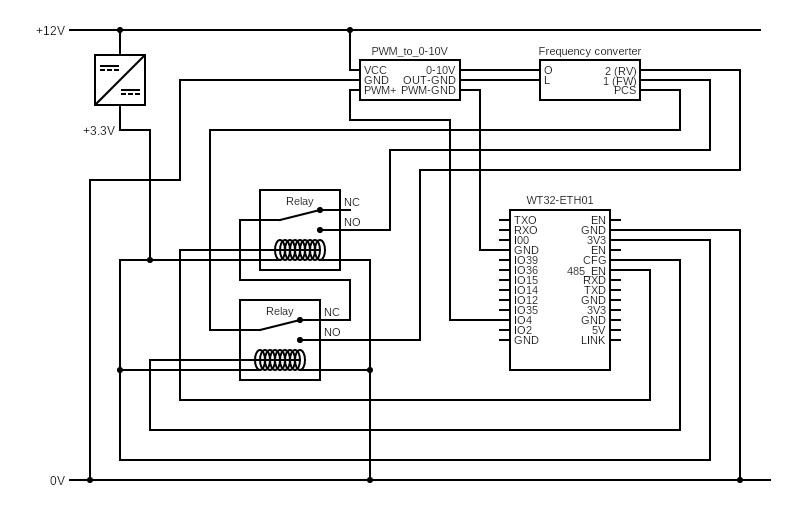 +12V
PWM_to_0-10V
Frequency converter
VCC 0-10V
GND OUT-GND
PWM+ PWM-GND
O 2 (RV)
L 1 (FW)
PCS
+3.3V
Relay NC
NO
WT32-ETH01
TXO EN
RXO GND
I00 3V3
GND EN
IO39 CFG
IO36 485_EN
IO15 RXD
IO14 TXD
IO12 GND
IO35 3V3
IO4 GND
IO2 5V
GND LINK
Relay NC
NO
0V